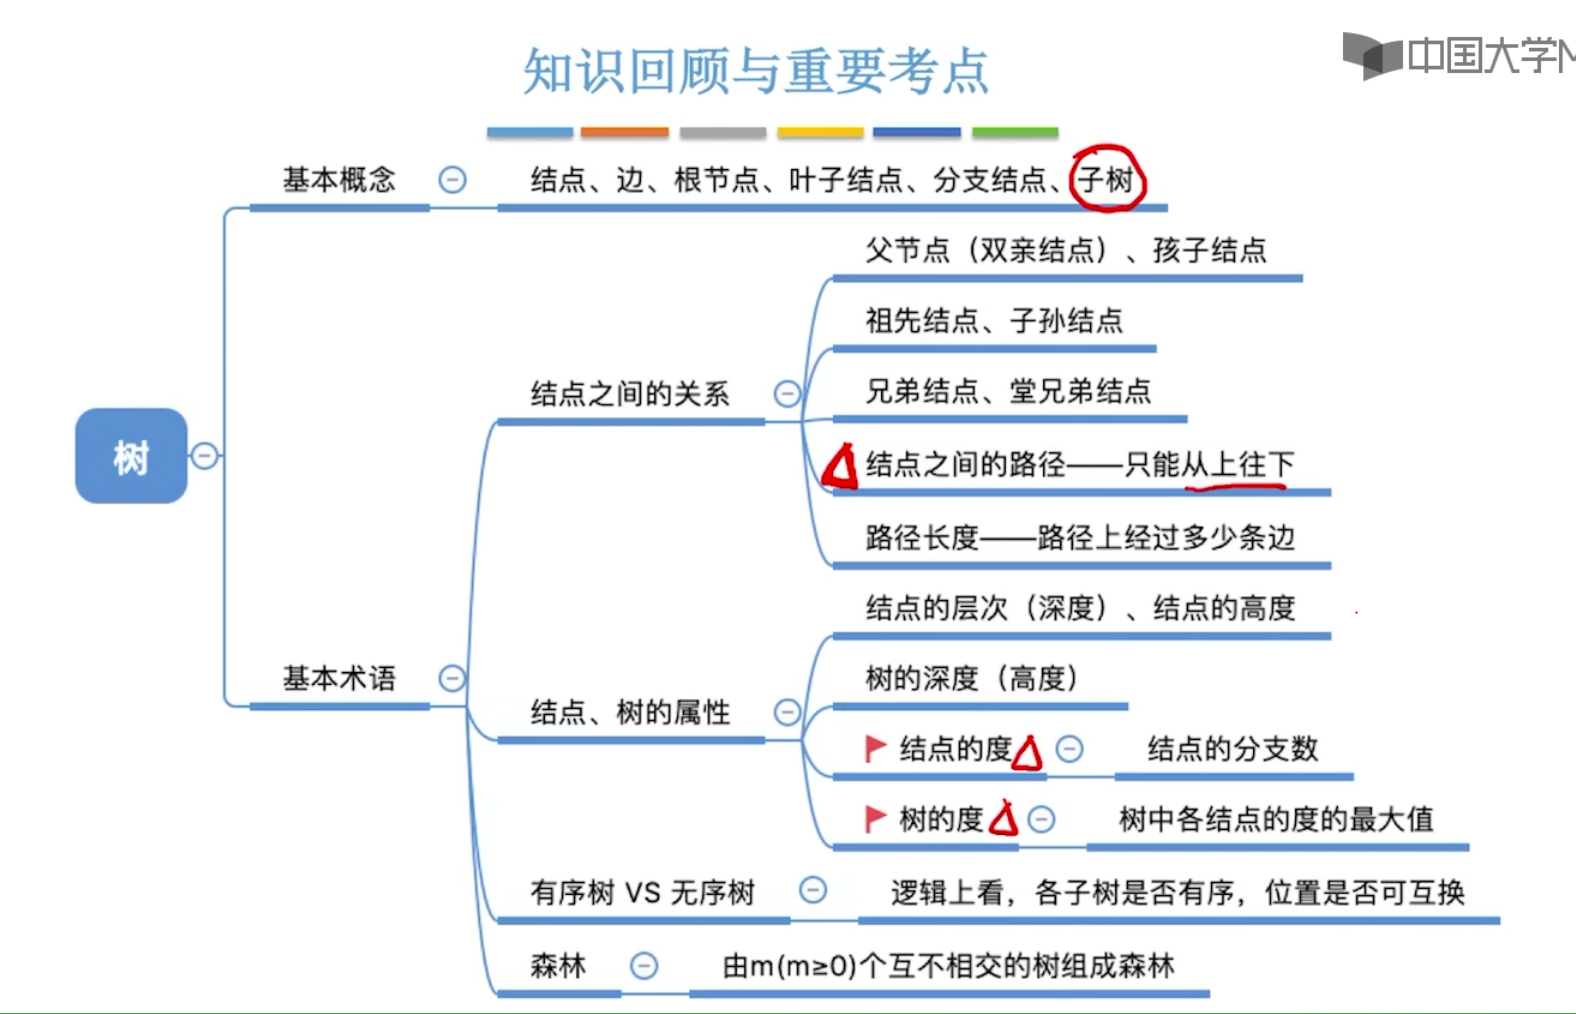 中国大学M
知识回顾与重要考点
基本概念
结点、边、根节点、叶子结点、分支结点、子树
父节点（双亲结点）、孩子结点
祖先结点、子孙结点
结点之间的关系
兄弟结点、堂兄弟结点
结点之间的路径——只能从上往下
树
路径长度——路径上经过多少条边
结点的层次（深度）、结点的高度
基本术语
树的深度（高度）
结点、树的属性
结点的度
结点的分支数
树的度
树中各结点的度的最大值
有序树 VS 无序树
逻辑上看，各子树是否有序，位置是否可互换
森林
由m(m≥0)个互不相交的树组成森林